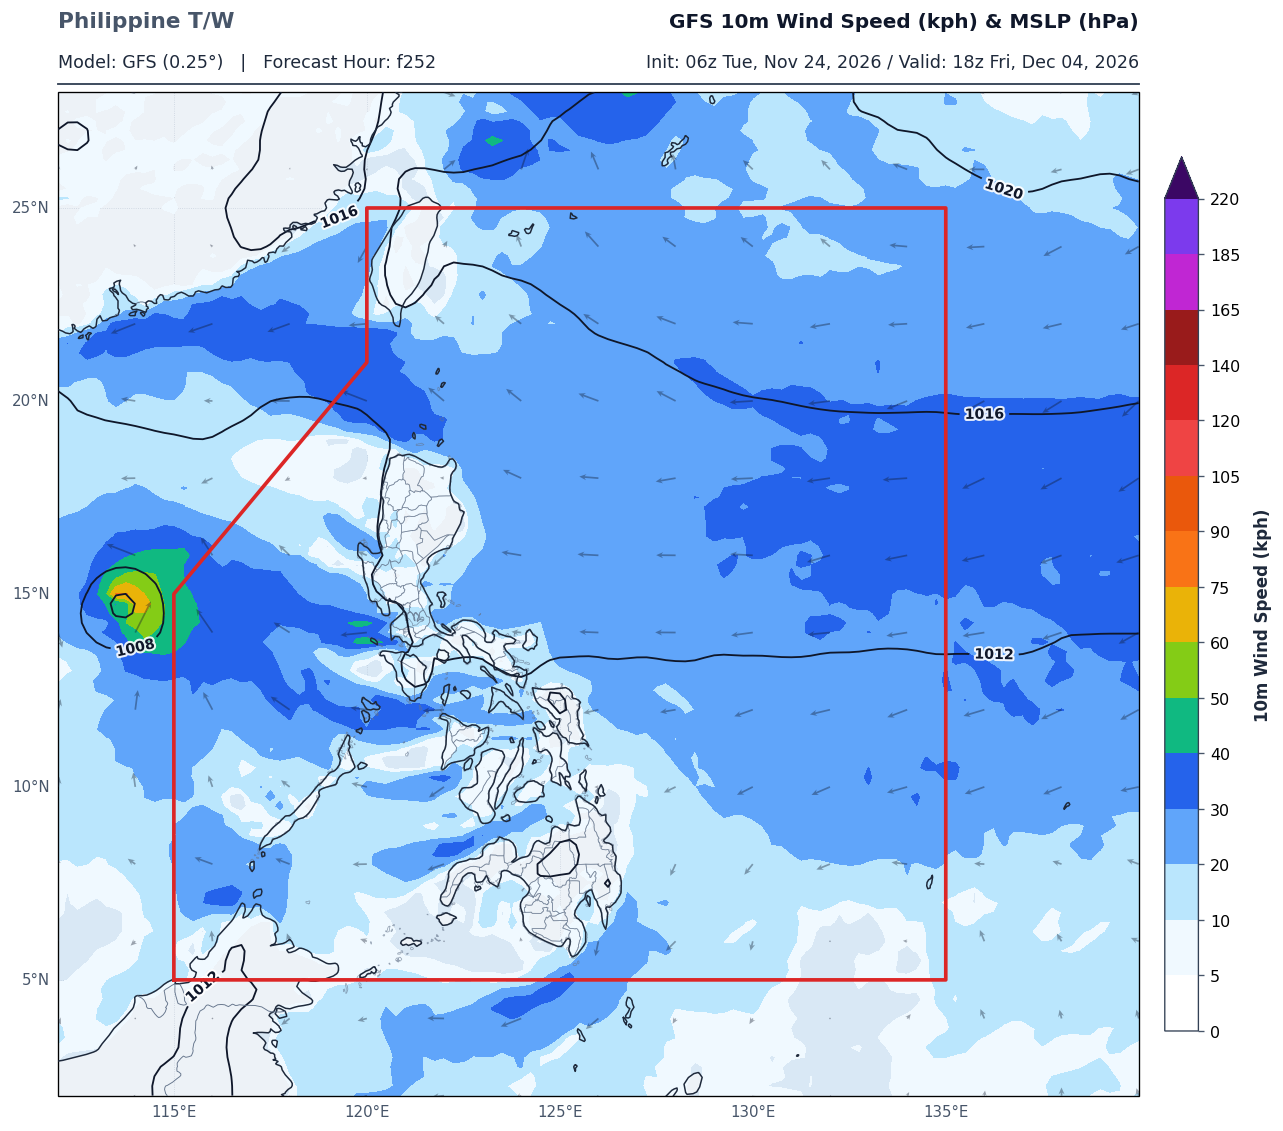 Philippine T/W
GFS 10m Wind Speed (kph) & MSLP (hPa)
Model: GFS (0.25°)   |   Forecast Hour: f252
Init: 06z Tue, Nov 24, 2026 / Valid: 18z Fri, Dec 04, 2026
1020
1016
1016
1008
1012
1012
25°N
20°N
15°N
10°N
5°N
115°E
120°E
125°E
130°E
135°E
220
185
165
140
120
105
90
75
60
50
40
30
20
10
5
0
10m Wind Speed (kph)